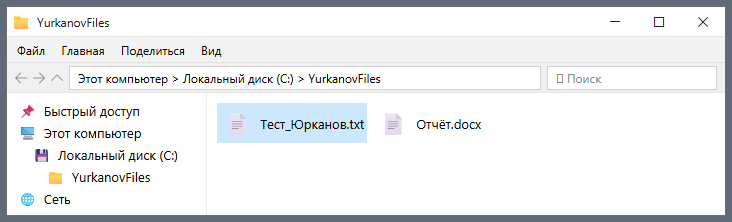 YurkanovFiles
Файл Главная Поделиться Вид
Этот компьютер > Локальный диск (C:) > YurkanovFiles
Поиск
Быстрый доступ
Этот компьютер
Локальный диск (C:)
YurkanovFiles
Сеть
Тест_Юрканов.txt Отчёт.docx